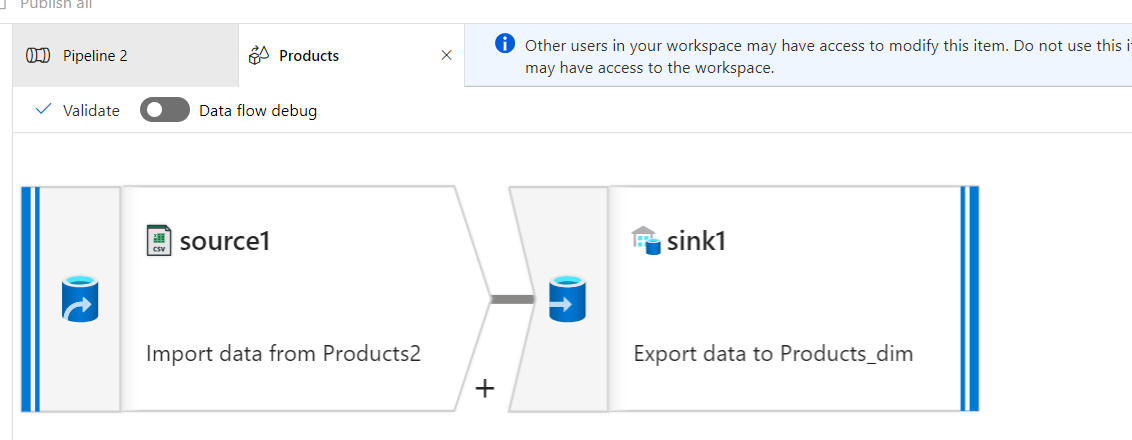 Publish all
Pipeline 2
Products
Other users in your workspace may have access to modify this item. Do not use this
may have access to the workspace.
Validate
Data flow debug
source1
CSV
Import data from Products2
sink1
Export data to Products_dim